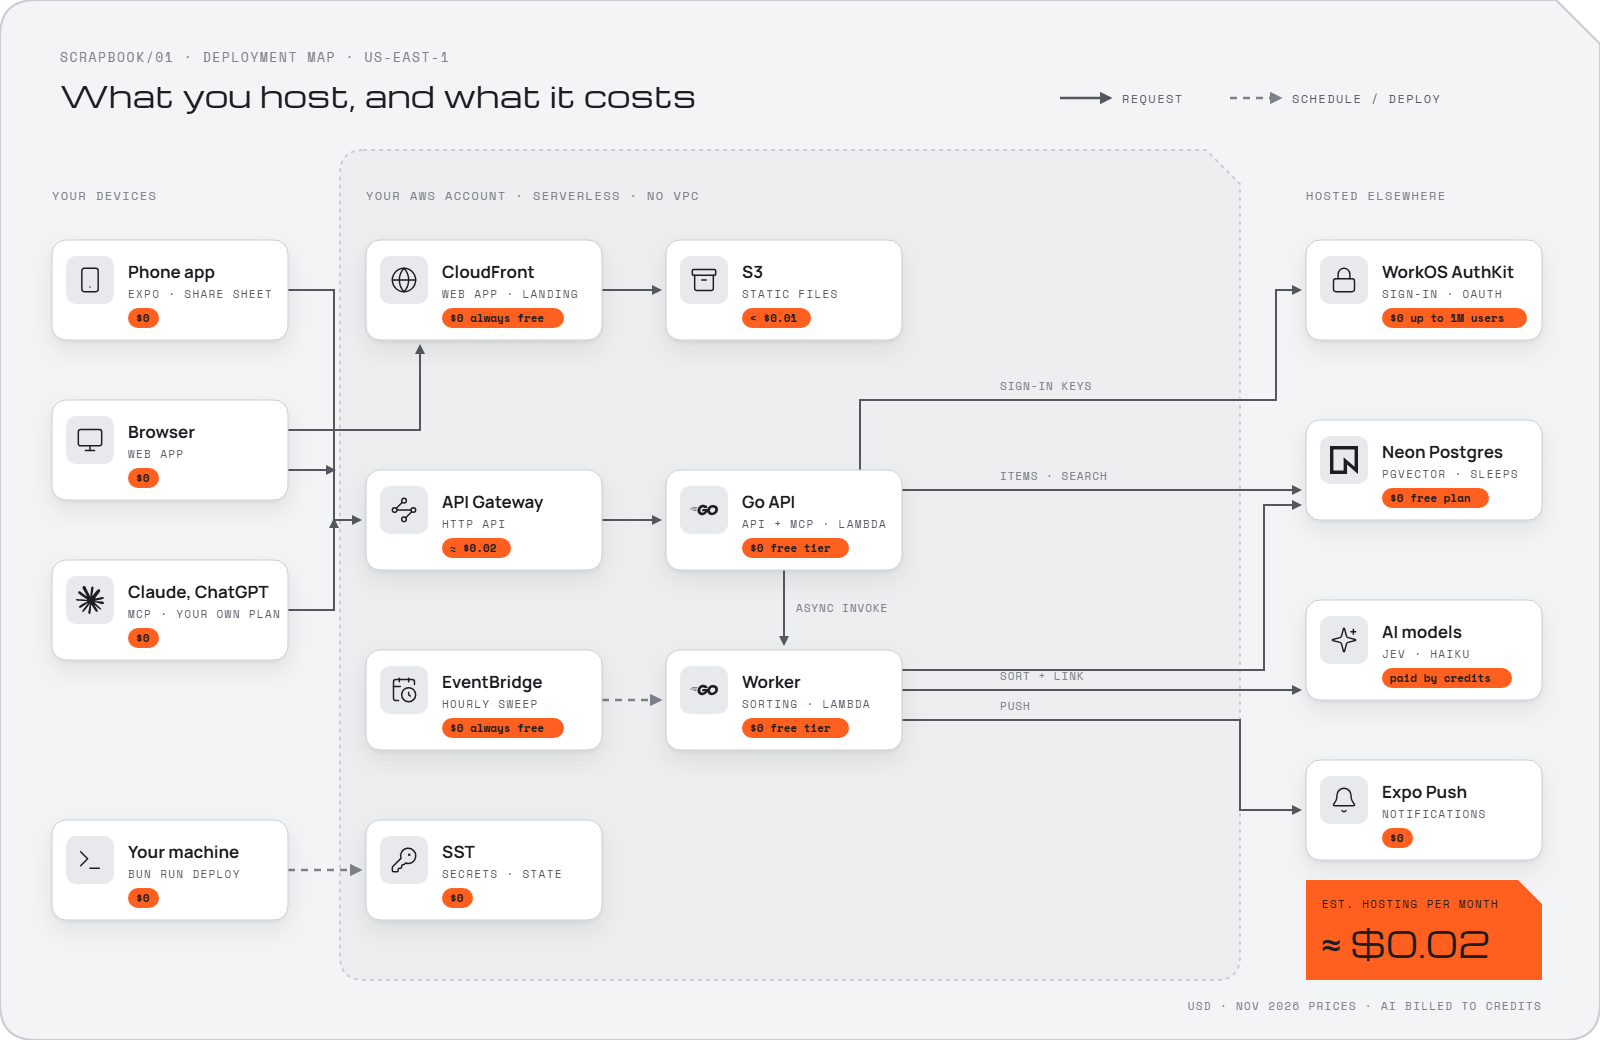 SCRAPBOOK/01 · DEPLOYMENT MAP · US-EAST-1
What you host, and what it costs
REQUEST
SCHEDULE / DEPLOY
YOUR DEVICES
YOUR AWS ACCOUNT · SERVERLESS · NO VPC
HOSTED ELSEWHERE
Phone app
EXPO · SHARE SHEET
$0
CloudFront
WEB APP · LANDING
$0 always free
S3
STATIC FILES
< $0.01
WorkOS AuthKit
SIGN-IN · OAUTH
$0 up to 1M users
SIGN-IN KEYS
Browser
WEB APP
$0
Neon Postgres
PGVECTOR · SLEEPS
$0 free plan
ITEMS · SEARCH
API Gateway
HTTP API
≈ $0.02
GO
Go API
API + MCP · LAMBDA
$0 free tier
Claude, ChatGPT
MCP · YOUR OWN PLAN
$0
ASYNC INVOKE
AI models
JEV · HAIKU
paid by credits
EventBridge
HOURLY SWEEP
$0 always free
GO
Worker
SORTING · LAMBDA
$0 free tier
SORT + LINK
PUSH
Expo Push
NOTIFICATIONS
$0
Your machine
BUN RUN DEPLOY
$0
SST
SECRETS · STATE
$0
EST. HOSTING PER MONTH
≈ $0.02
USD · NOV 2026 PRICES · AI BILLED TO CREDITS